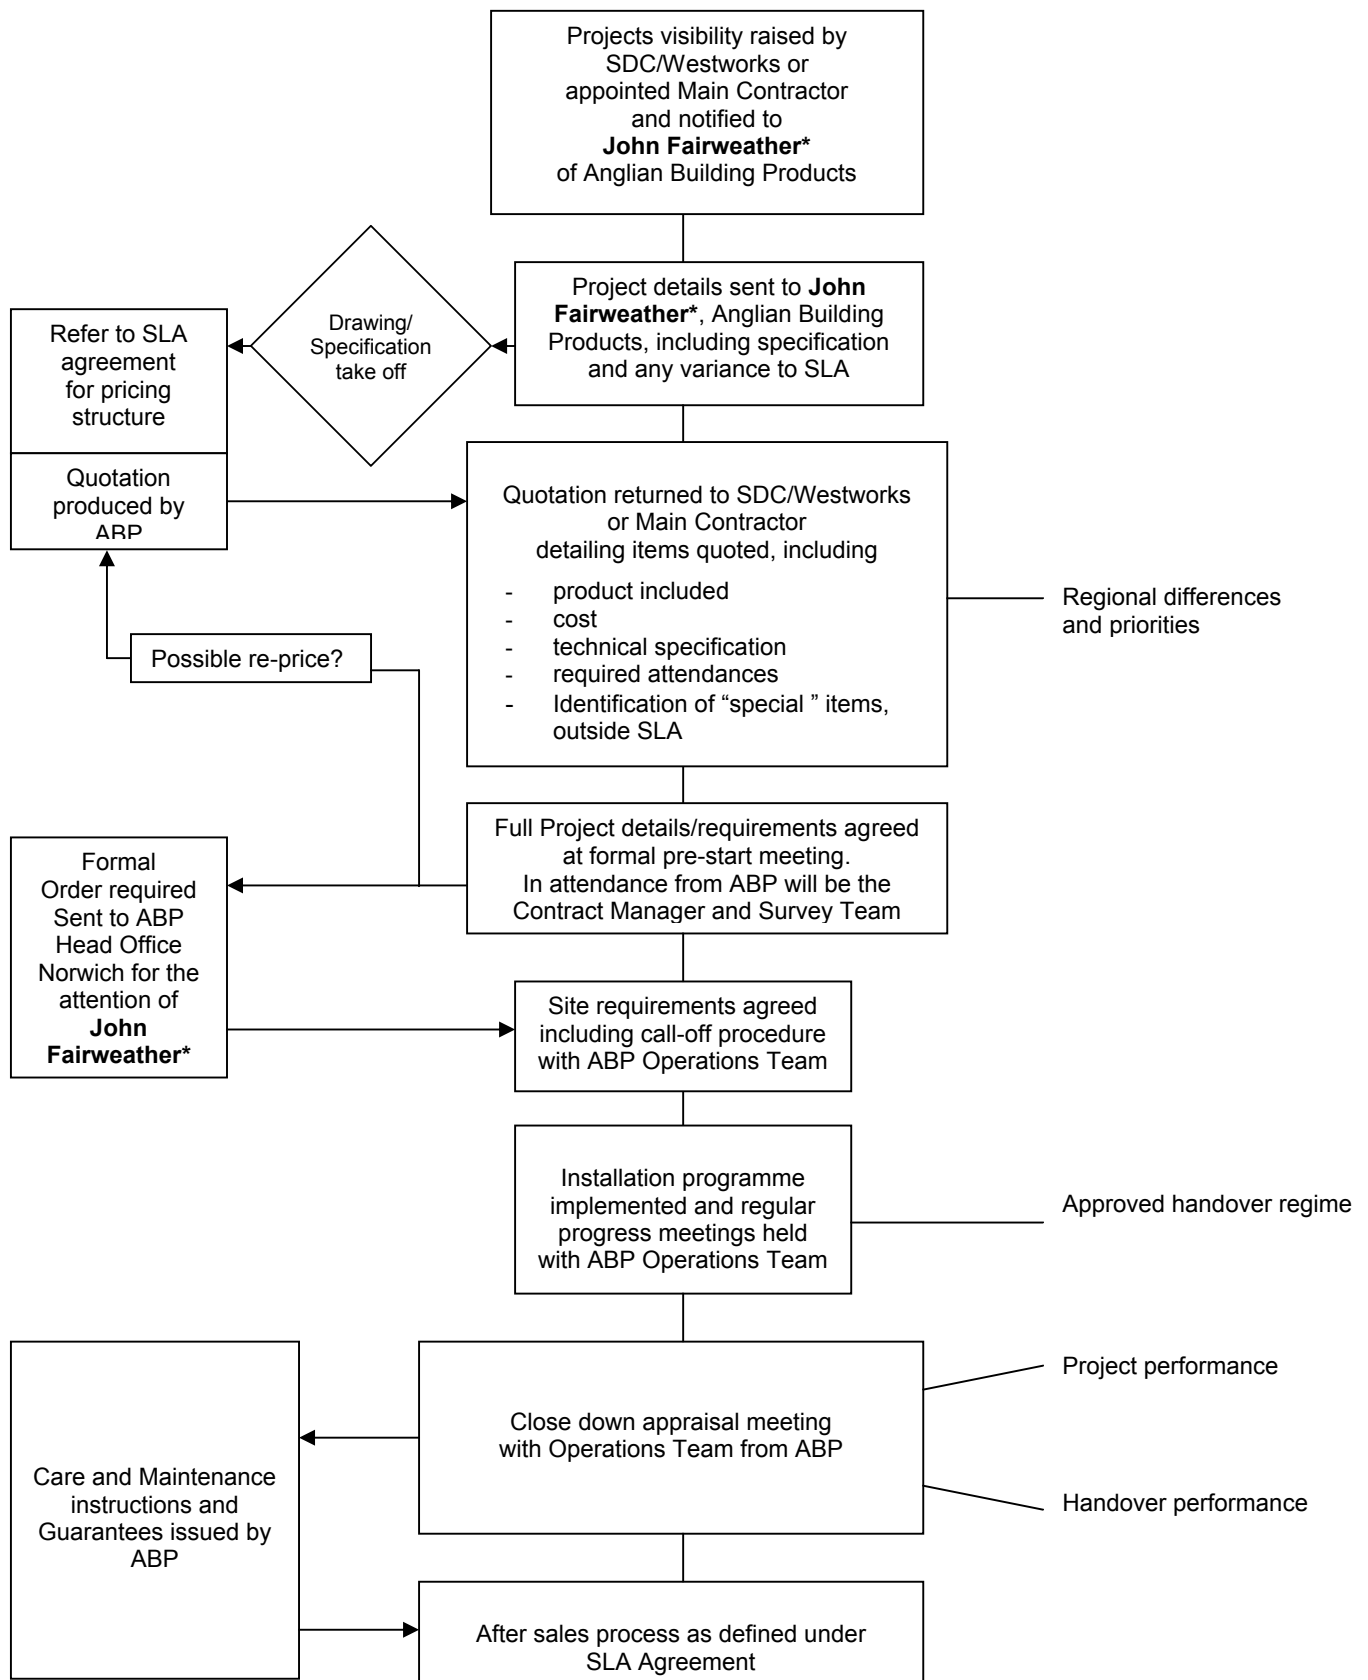 Projects visibility raised by
SDC/Westworks or
appointed Main Contractor
and notified to
John Fairweather*
of Anglian Building Products
Project details sent to John
Fairweather*, Anglian Building
Products, including specification
and any variance to SLA
Drawing/
Specification
take off
Refer to SLA
agreement
for pricing
structure
Quotation
produced by
ABP
Quotation returned to SDC/Westworks
or Main Contractor
detailing items quoted, including
- product included
- cost
- technical specification
- required attendances
- Identification of “special ” items,
outside SLA
Regional differences
and priorities
Possible re-price?
Full Project details/requirements agreed
at formal pre-start meeting.
In attendance from ABP will be the
Contract Manager and Survey Team
Formal
Order required
Sent to ABP
Head Office
Norwich for the
attention of
John
Fairweather*
Site requirements agreed
including call-off procedure
with ABP Operations Team
Installation programme
implemented and regular
progress meetings held
with ABP Operations Team
Approved handover regime
Close down appraisal meeting
with Operations Team from ABP
Project performance
Handover performance
Care and Maintenance
instructions and
Guarantees issued by
ABP
After sales process as defined under
SLA Agreement